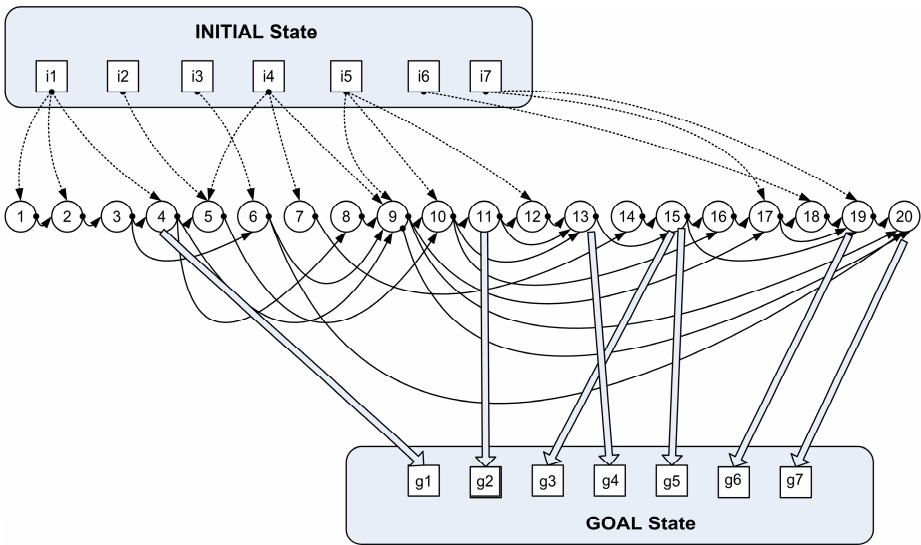 INITIAL State
i1 i2 i3 i4 i5 i6 i7
1 2 3 4 5 6 7 8 9 10 11 12 13 14 15 16 17 18 19 20
g1 g2 g3 g4 g5 g6 g7
GOAL State